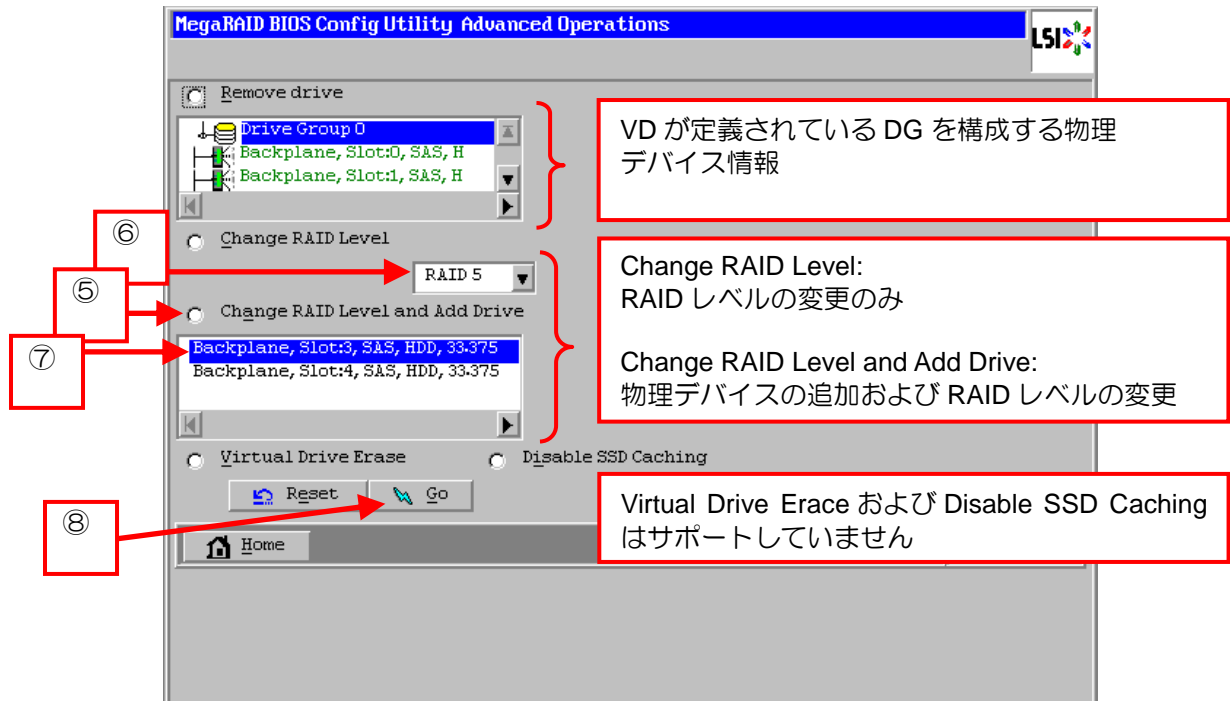 MegaRAID BIOS Config Utility Advanced Operations
LSI
Remove drive
Drive Group 0
Backplane, Slot:0, SAS, H
Backplane, Slot:1, SAS, H
VD が定義されている DG を構成する物理
デバイス情報
⑥
Change RAID Level
RAID 5
⑤
Change RAID Level and Add Drive
⑦
Backplane, Slot:3, SAS, HDD, 33.375
Backplane, Slot:4, SAS, HDD, 33.375
Change RAID Level:
RAID レベルの変更のみ
Change RAID Level and Add Drive:
物理デバイスの追加および RAID レベルの変更
Virtual Drive Erase
Disable SSD Caching
Reset
Go
⑧
Home
Virtual Drive Erace および Disable SSD Caching
はサポートしていません